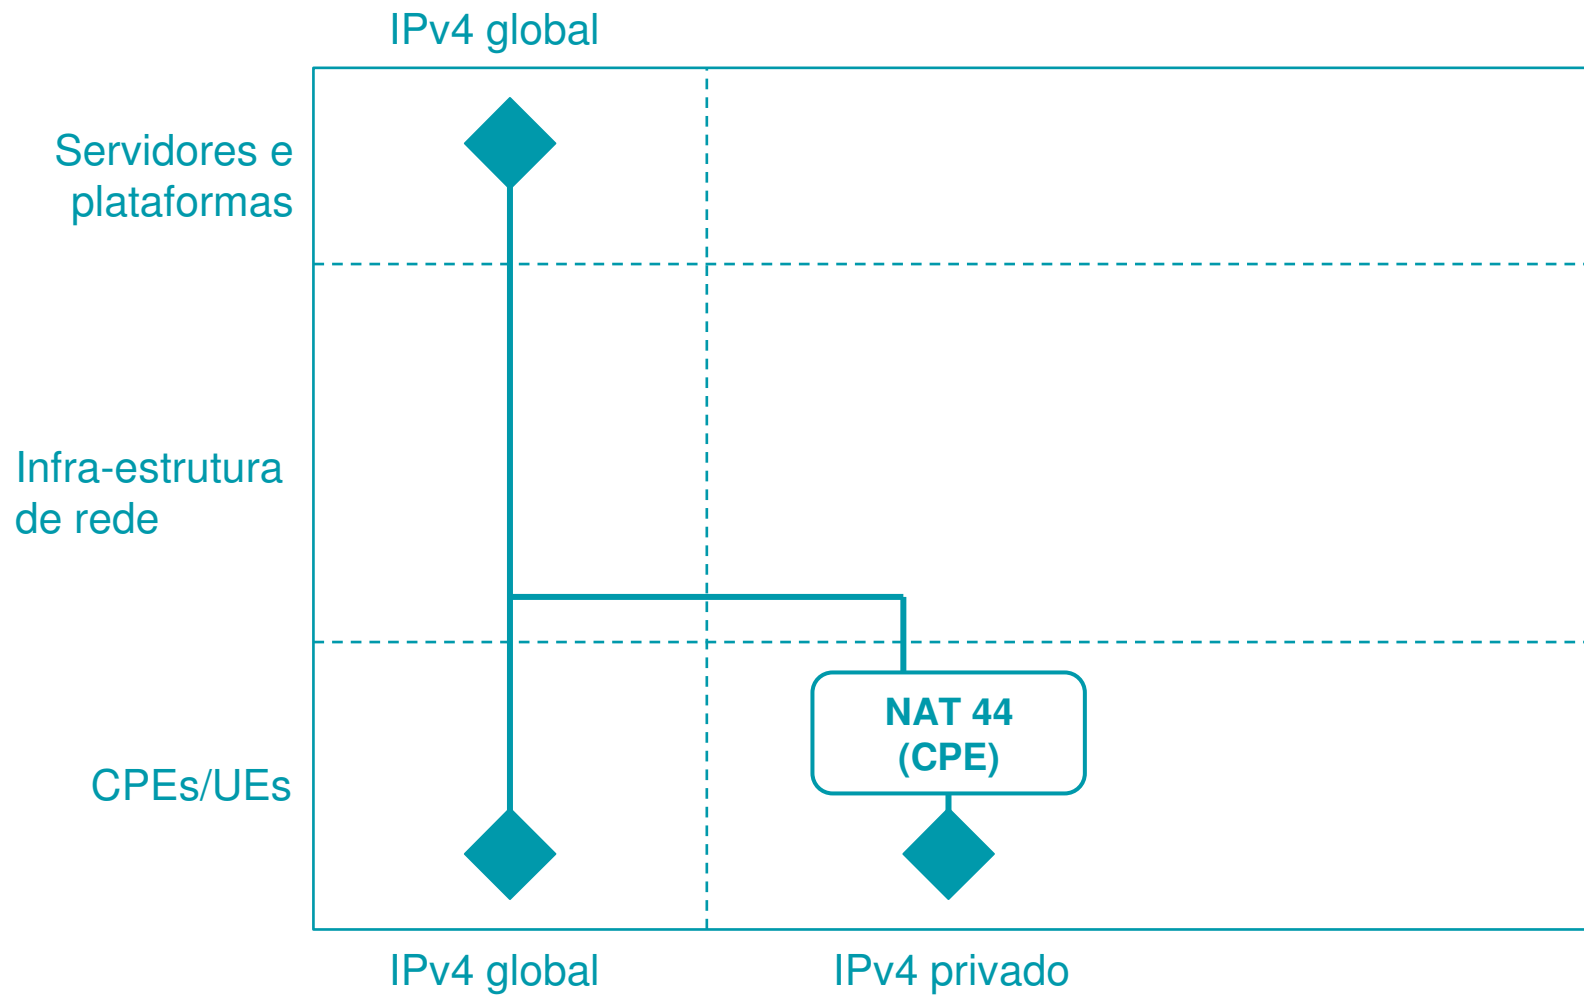 IPv4 global
Servidores e
plataformas
Infra-estrutura
de rede
NAT 44
(CPE)
CPEs/UEs
IPv4 global
IPv4 privado